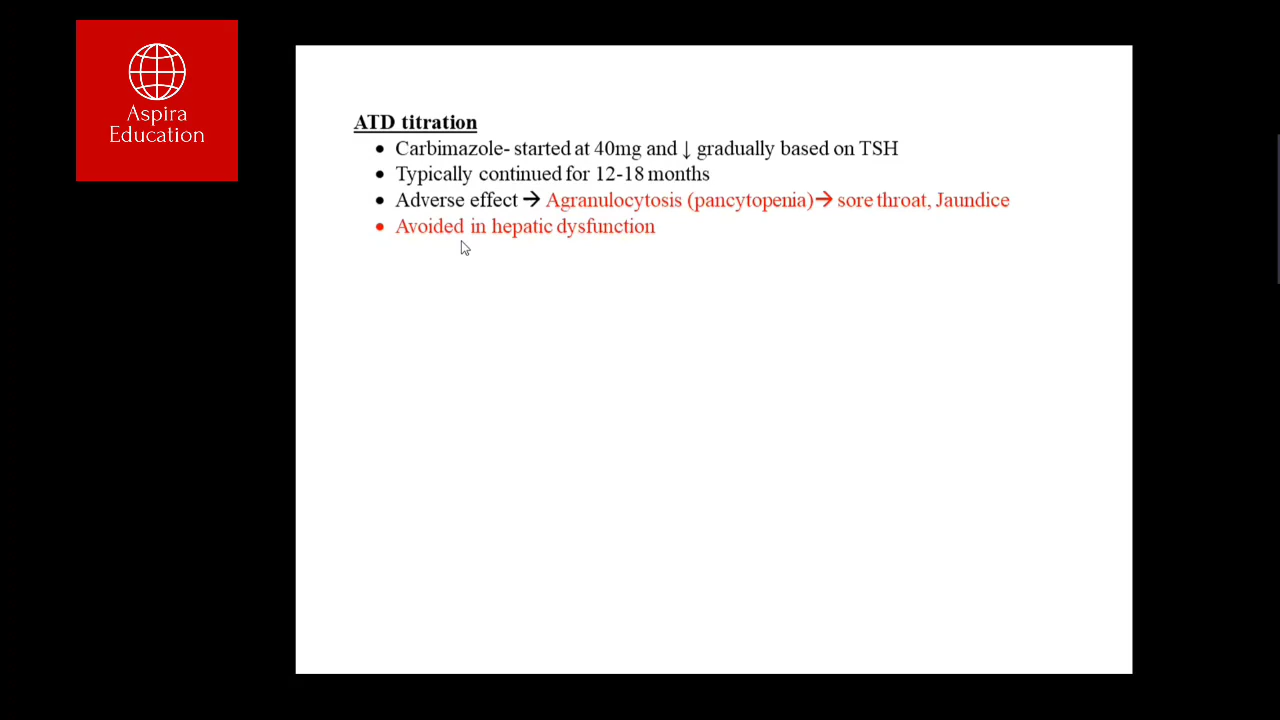 Aspira
Education
ATD titration
• Carbimazole- started at 40mg and ↓ gradually based on TSH
• Typically continued for 12-18 months
• Adverse effect → Agranulocytosis (pancytopenia)→ sore throat, Jaundice
• Avoided in hepatic dysfunction